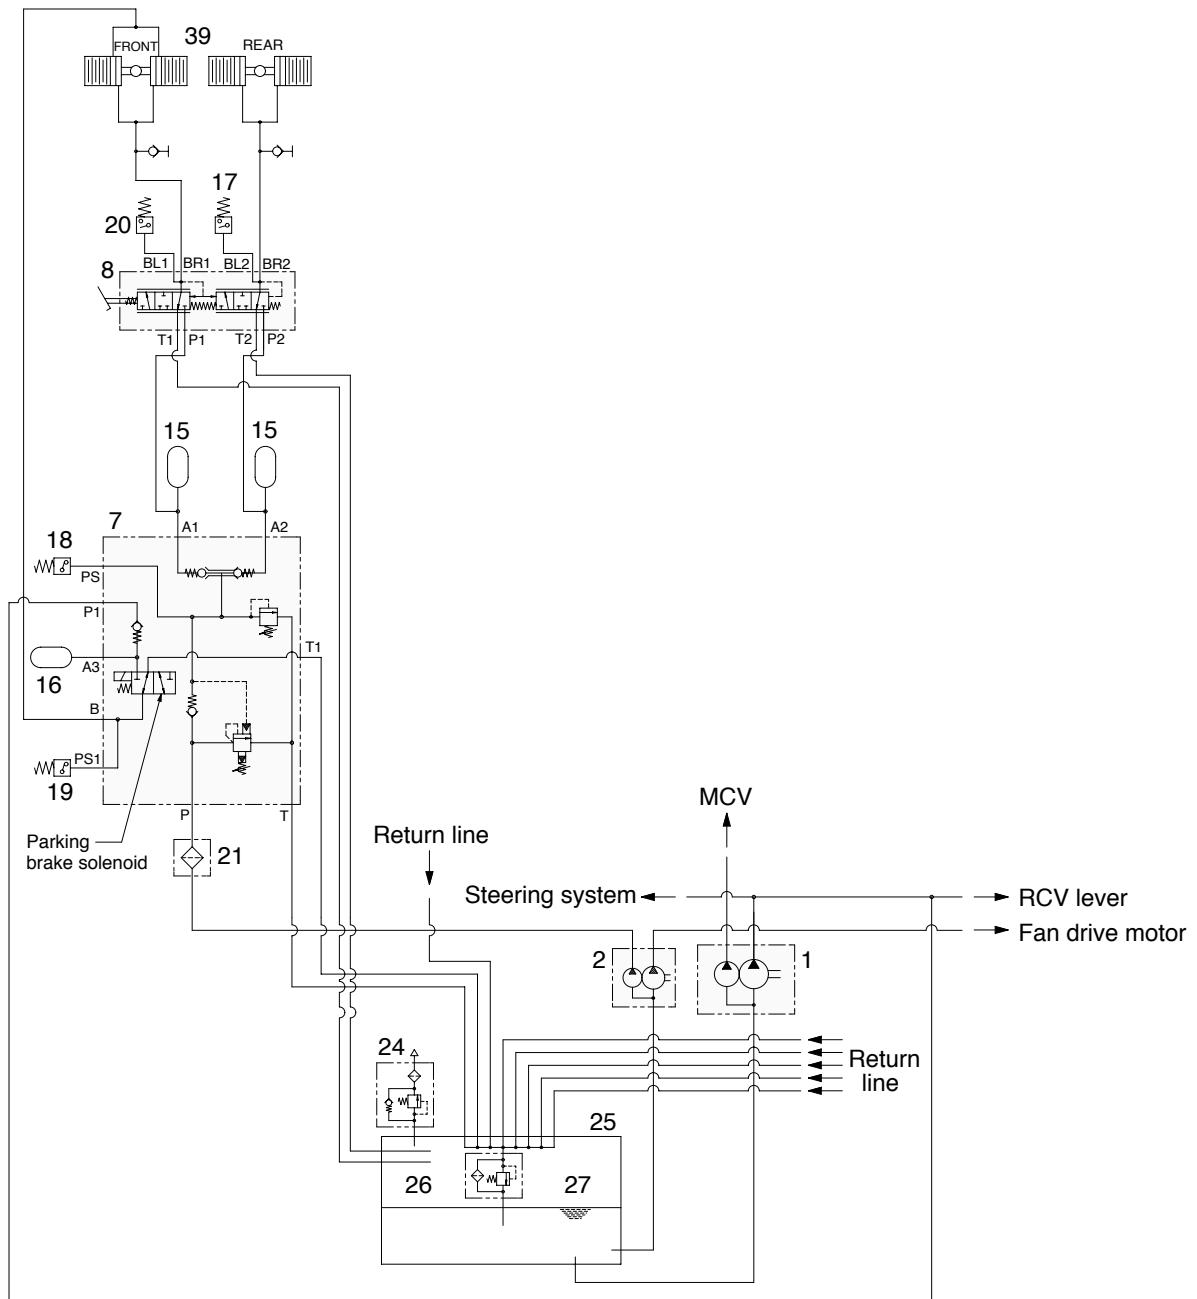 39
FRONT
REAR
17
20
BL1 BR1 BL2 BR2
8
T1 P1 T2 P2
15 15
7
A1 A2
18
PS
P1
T1
A3
16
B
PS1
19
P T
Parking
brake solenoid
21
MCV
Return line
Steering system
RCV lever
Fan drive motor
2
1
24
Return
line
25
26
27